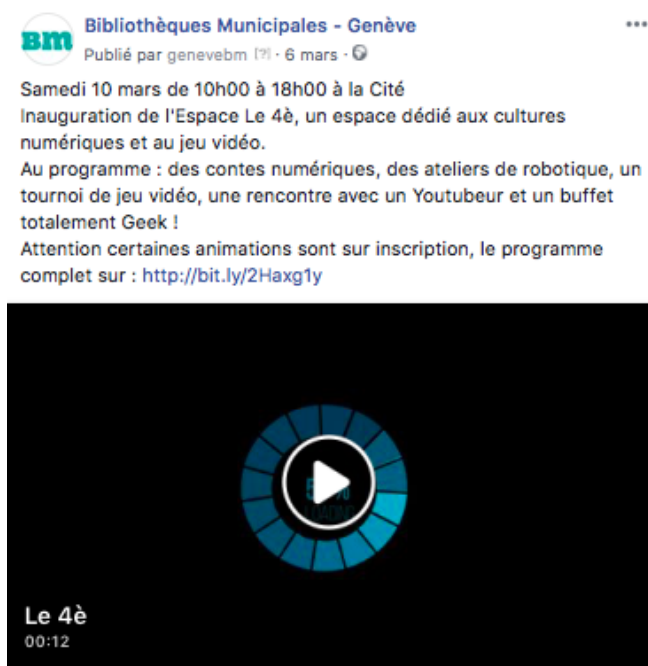 BM
Bibliothèques Municipales - Genève
Publié par genevebm [?] · 6 mars ·
Samedi 10 mars de 10h00 à 18h00 à la Cité
Inauguration de l'Espace Le 4è, un espace dédié aux cultures
numériques et au jeu vidéo.
Au programme : des contes numériques, des ateliers de robotique, un
tournoi de jeu vidéo, une rencontre avec un Youtubeur et un buffet
totalement Geek !
Attention certaines animations sont sur inscription, le programme
complet sur : http://bit.ly/2Haxg1y
LOADING
Le 4è
00:12